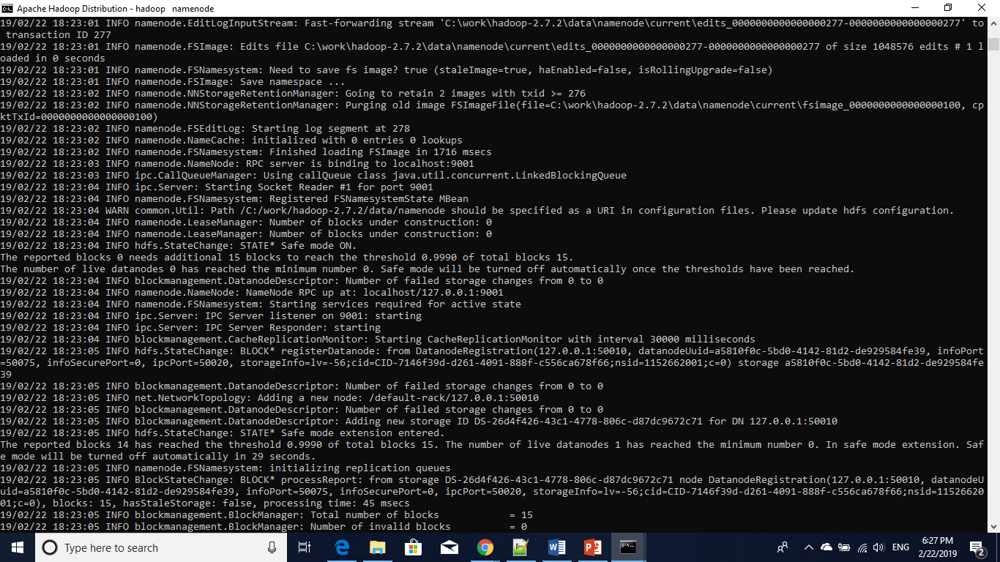 Apache Hadoop Distribution - hadoop namenode
19/02/22 18:23:01 INFO namenode.EditLogInputStream: Fast-forwarding stream 'C:\work\hadoop-2.7.2\data\namenode\current\edits_0000000000000000277-0000000000000000277' to
 transaction ID 277
19/02/22 18:23:01 INFO namenode.FSImage: Edits file C:\work\hadoop-2.7.2\data\namenode\current\edits_0000000000000000277-0000000000000000277 of size 1048576 edits # 1 l
oaded in 0 seconds
19/02/22 18:23:01 INFO namenode.FSNamesystem: Need to save fs image? true (staleImage=true, haEnabled=false, isRollingUpgrade=false)
19/02/22 18:23:01 INFO namenode.FSImage: Save namespace ...
19/02/22 18:23:02 INFO namenode.NNStorageRetentionManager: Going to retain 2 images with txid >= 276
19/02/22 18:23:02 INFO namenode.NNStorageRetentionManager: Purging old image FSImageFile(file=C:\work\hadoop-2.7.2\data\namenode\current\fsimage_0000000000000000100, cp
ktTxId=0000000000000000100)
19/02/22 18:23:02 INFO namenode.FSEditLog: Starting log segment at 278
19/02/22 18:23:02 INFO namenode.NameCache: initialized with 0 entries 0 lookups
19/02/22 18:23:02 INFO namenode.FSNamesystem: Finished loading FSImage in 1716 msecs
19/02/22 18:23:03 INFO namenode.NameNode: RPC server is binding to localhost:9001
19/02/22 18:23:03 INFO ipc.CallQueueManager: Using callQueue class java.util.concurrent.LinkedBlockingQueue
19/02/22 18:23:04 INFO ipc.Server: Starting Socket Reader #1 for port 9001
19/02/22 18:23:04 INFO namenode.FSNamesystem: Registered FSNamesystemState MBean
19/02/22 18:23:04 WARN common.Util: Path /C:/work/hadoop-2.7.2/data/namenode should be specified as a URI in configuration files. Please update hdfs configuration.
19/02/22 18:23:04 INFO namenode.LeaseManager: Number of blocks under construction: 0
19/02/22 18:23:04 INFO namenode.LeaseManager: Number of blocks under construction: 0
19/02/22 18:23:04 INFO hdfs.StateChange: STATE* Safe mode ON.
The reported blocks 0 needs additional 15 blocks to reach the threshold 0.9990 of total blocks 15.
The number of live datanodes 0 has reached the minimum number 0. Safe mode will be turned off automatically once the thresholds have been reached.
19/02/22 18:23:04 INFO blockmanagement.DatanodeDescriptor: Number of failed storage changes from 0 to 0
19/02/22 18:23:04 INFO namenode.NameNode: NameNode RPC up at: localhost/127.0.0.1:9001
19/02/22 18:23:04 INFO namenode.FSNamesystem: Starting services required for active state
19/02/22 18:23:04 INFO ipc.Server: IPC Server listener on 9001: starting
19/02/22 18:23:04 INFO ipc.Server: IPC Server Responder: starting
19/02/22 18:23:04 INFO blockmanagement.CacheReplicationMonitor: Starting CacheReplicationMonitor with interval 30000 milliseconds
19/02/22 18:23:05 INFO hdfs.StateChange: BLOCK* registerDatanode: from DatanodeRegistration(127.0.0.1:50010, datanodeUuid=a5810f0c-5bd0-4142-81d2-de929584fe39, infoPort
=50075, infoSecurePort=0, ipcPort=50020, storageInfo=lv=-56;cid=CID-7146f39d-d261-4091-888f-c556ca678f66;nsid=1152662001;c=0) storage a5810f0c-5bd0-4142-81d2-de929584fe
39
19/02/22 18:23:05 INFO blockmanagement.DatanodeDescriptor: Number of failed storage changes from 0 to 0
19/02/22 18:23:05 INFO net.NetworkTopology: Adding a new node: /default-rack/127.0.0.1:50010
19/02/22 18:23:05 INFO blockmanagement.DatanodeDescriptor: Number of failed storage changes from 0 to 0
19/02/22 18:23:05 INFO blockmanagement.DatanodeDescriptor: Adding new storage ID DS-26d4f426-43c1-4778-806c-d87dc9672c71 for DN 127.0.0.1:50010
19/02/22 18:23:05 INFO hdfs.StateChange: STATE* Safe mode extension entered.
The reported blocks 14 has reached the threshold 0.9990 of total blocks 15. The number of live datanodes 1 has reached the minimum number 0. In safe mode extension. Saf
e mode will be turned off automatically in 29 seconds.
19/02/22 18:23:05 INFO namenode.FSNamesystem: initializing replication queues
19/02/22 18:23:05 INFO BlockStateChange: BLOCK* processReport: from storage DS-26d4f426-43c1-4778-806c-d87dc9672c71 node DatanodeRegistration(127.0.0.1:50010, datanodeU
uid=a5810f0c-5bd0-4142-81d2-de929584fe39, infoPort=50075, infoSecurePort=0, ipcPort=50020, storageInfo=lv=-56;cid=CID-7146f39d-d261-4091-888f-c556ca678f66;nsid=11526620
01;c=0), blocks: 15, hasStaleStorage: false, processing time: 45 msecs
19/02/22 18:23:05 INFO blockmanagement.BlockManager: Total number of blocks            = 15
19/02/22 18:23:05 INFO blockmanagement.BlockManager: Number of invalid blocks          = 0
Type here to search
ENG
6:27 PM
2/22/2019
2